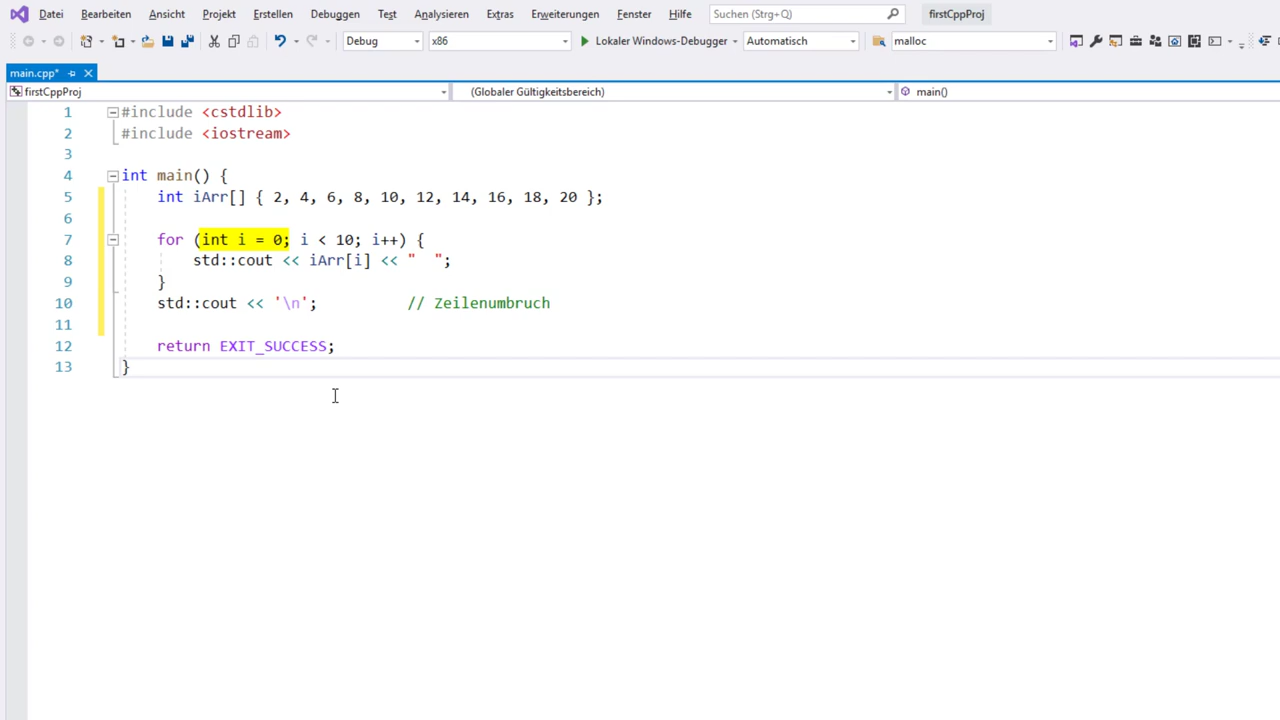 Datei Bearbeiten Ansicht Projekt Erstellen Debuggen Test Analysieren Extras Erweiterungen Fenster Hilfe Suchen (Strg+Q) firstCppProj
Debug x86 Lokaler Windows-Debugger Automatisch malloc
main.cpp*
firstCppProj (Globaler Gültigkeitsbereich) main()
1 #include <cstdlib>
2 #include <iostream>
3
4 int main() {
5 int iArr[] { 2, 4, 6, 8, 10, 12, 14, 16, 18, 20 };
6
7 for (int i = 0; i < 10; i++) {
8 std::cout << iArr[i] << "  ";
9 }
10 std::cout << '\n'; // Zeilenumbruch
11
12 return EXIT_SUCCESS;
13 }